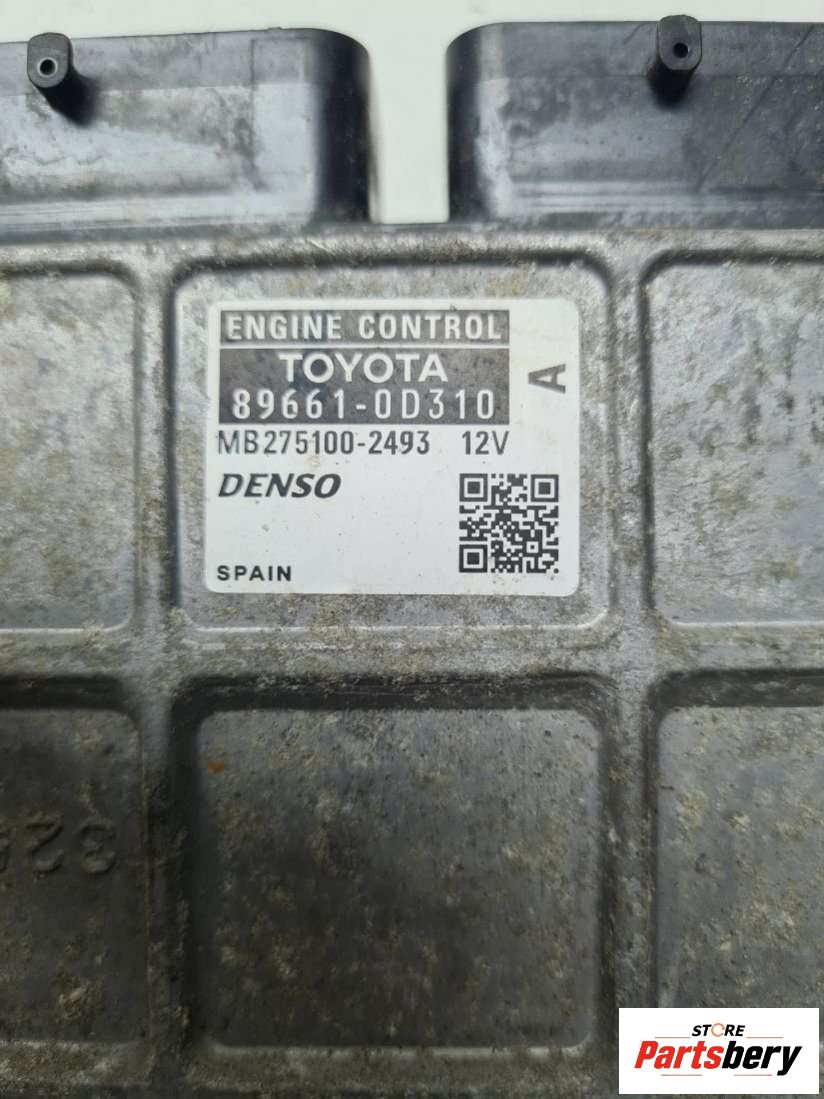 ENGINE CONTROL
TOYOTA
89661-0D310
A
MB275100-2493 12V
DENSO
SPAIN
STORE
Partsbery